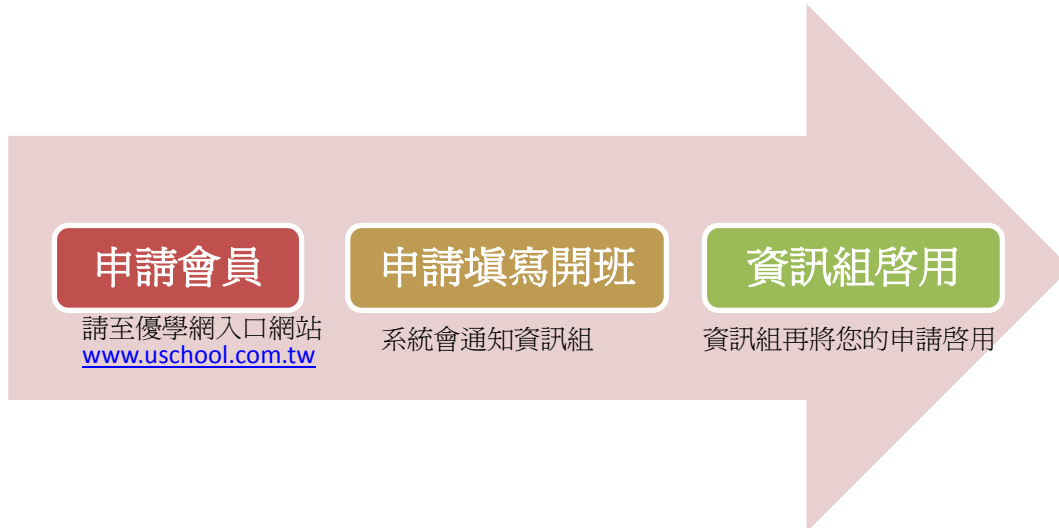 申請會員
請至優學網入口網站
www.uschool.com.tw
申請填寫開班
系統會通知資訊組
資訊組啓用
資訊組再將您的申請啓用